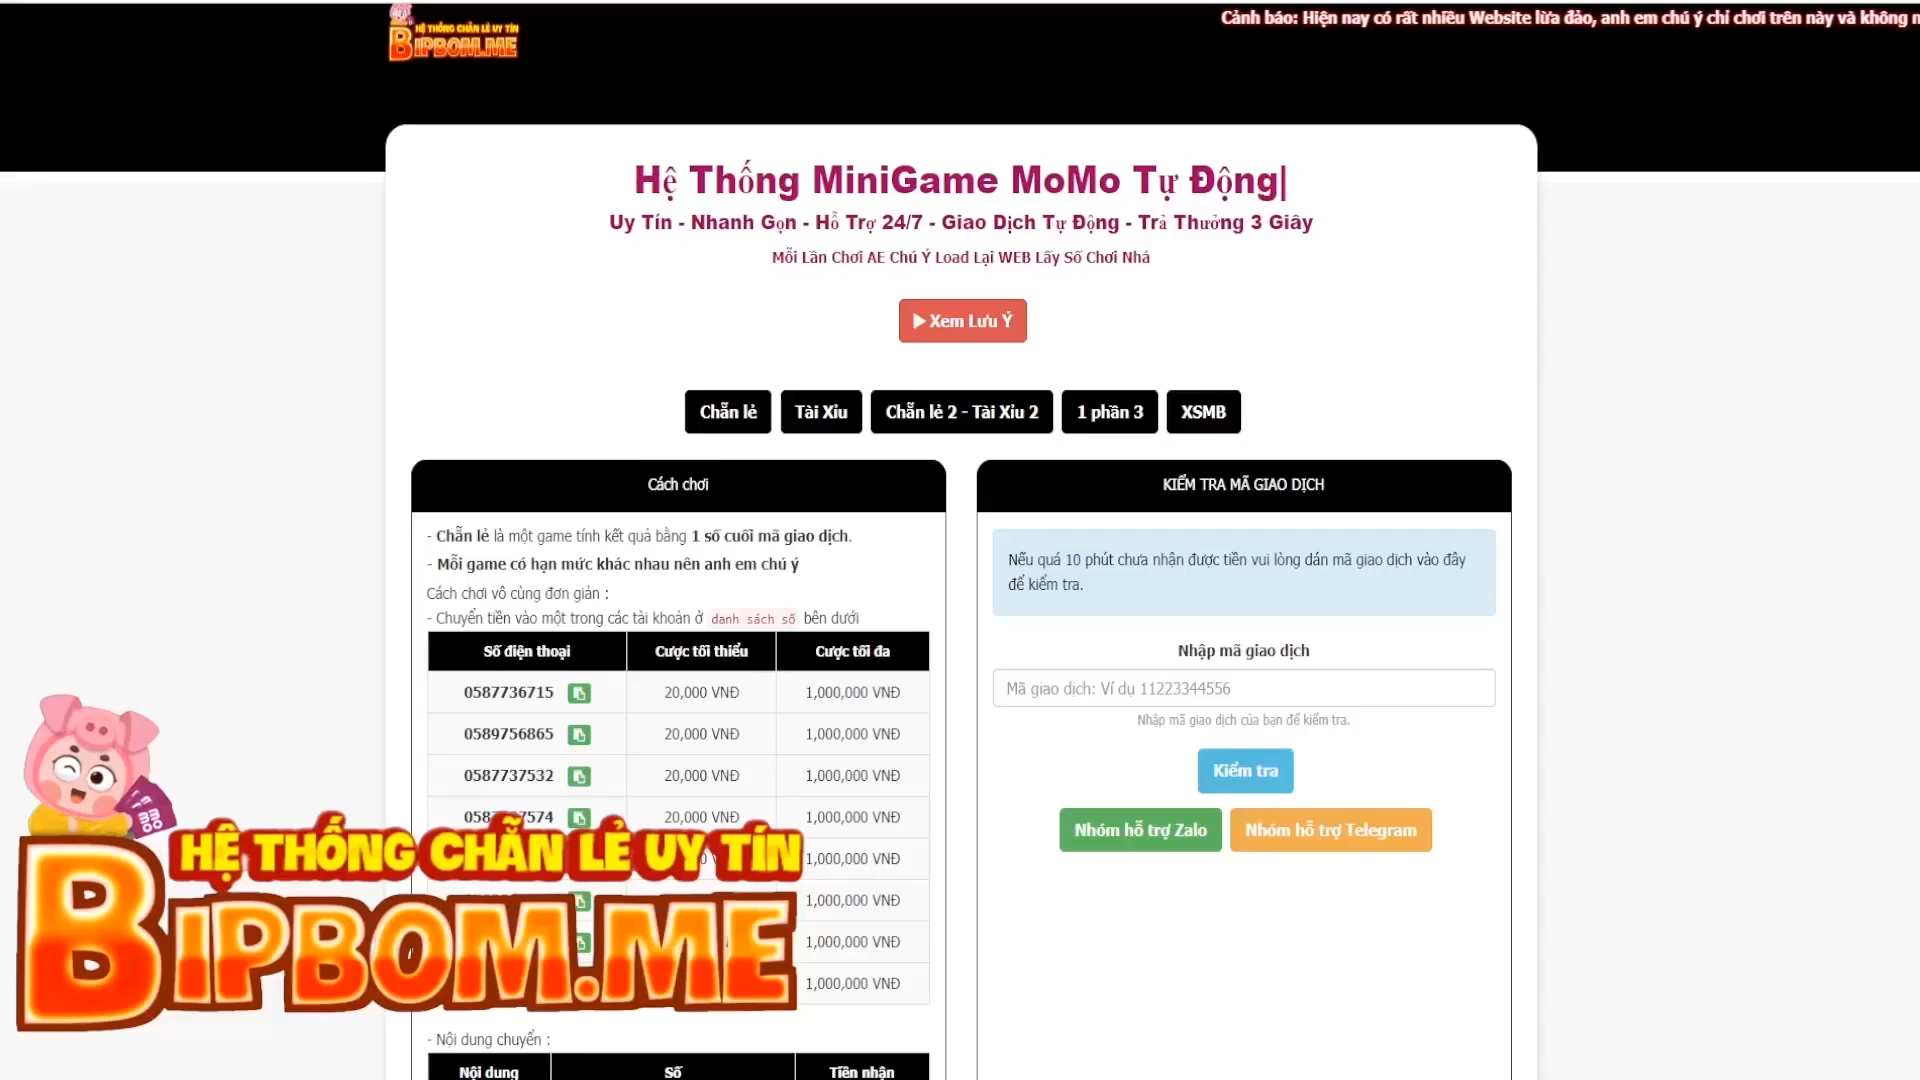 HỆ THỐNG CHẴN LẺ UY TÍN
BIPBOM.ME
Cảnh báo: Hiện nay có rất nhiều Website lừa đảo, anh em chú ý chỉ chơi trên này và không
Hệ Thống MiniGame MoMo Tự Động|
Uy Tín - Nhanh Gọn - Hỗ Trợ 24/7 - Giao Dịch Tự Động - Trả Thưởng 3 Giây
Mỗi Lần Chơi AE Chú Ý Load Lại WEB Lấy Số Chơi Nhá
Xem Lưu Ý
Chẵn lẻ
Tài Xỉu
Chẵn lẻ 2 - Tài Xỉu 2
1 phần 3
XSMB
Cách chơi
- Chẵn lẻ là một game tính kết quả bằng 1 số cuối mã giao dịch.
- Mỗi game có hạn mức khác nhau nên anh em chú ý
Cách chơi vô cùng đơn giản :
- Chuyển tiền vào một trong các tài khoản ở danh sách số bên dưới
Số điện thoại Cược tối thiểu Cược tối đa
0587736715 20,000 VNĐ 1,000,000 VNĐ
0589756865 20,000 VNĐ 1,000,000 VNĐ
0587737532 20,000 VNĐ 1,000,000 VNĐ
20,000 VNĐ 1,000,000 VNĐ
1,000,000 VNĐ
1,000,000 VNĐ
1,000,000 VNĐ
1,000,000 VNĐ
- Nội dung chuyển :
Nội dung Số Tiền nhận
KIỂM TRA MÃ GIAO DỊCH
Nếu quá 10 phút chưa nhận được tiền vui lòng dán mã giao dịch vào đây
để kiểm tra.
Nhập mã giao dịch
Mã giao dịch: Ví dụ 11223344556
Nhập mã giao dịch của bạn để kiểm tra.
Kiểm tra
Nhóm hỗ trợ Zalo
Nhóm hỗ trợ Telegram
mo
mo
HỆ THỐNG CHẴN LẺ UY TÍN
BIPBOM.ME